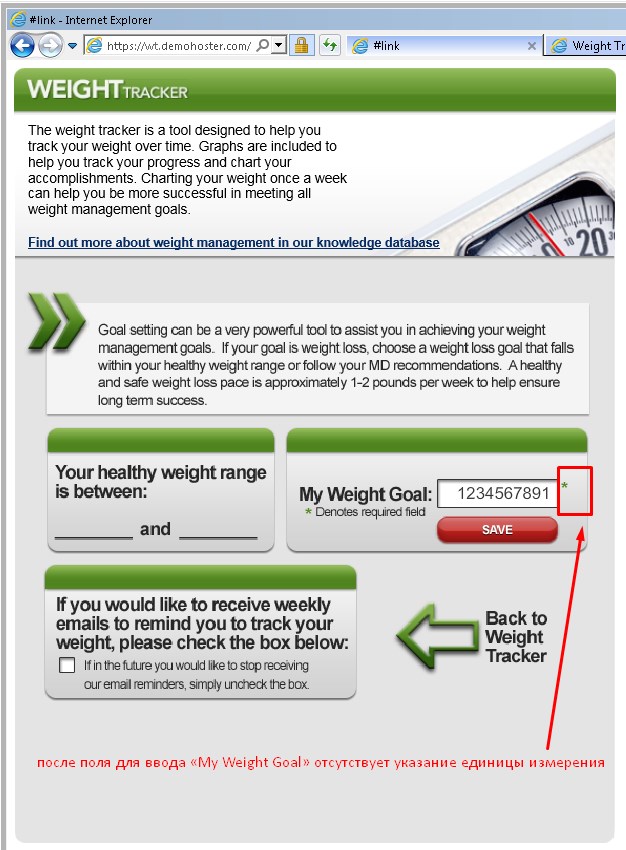 #link - Internet Explorer
https://wt.demohoster.com/
#link
Weight Tr
WEIGHTTRACKER
The weight tracker is a tool designed to help you
track your weight over time. Graphs are included to
help you track your progress and chart your
accomplishments. Charting your weight once a week
can help you be more successful in meeting all
weight management goals.
10 20
Find out more about weight management in our knowledge database
Goal setting can be a very powerful tool to assist you in achieving your weight
management goals. If your goal is weight loss, choose a weight loss goal that falls
within your healthy weight range or follow your MD recommendations. A healthy
and safe weight loss pace is approximately 1-2 pounds per week to help ensure
long term success.
Your healthy weight range
is between:
________ and ________
My Weight Goal: 1234567891 *
* Denotes required field
SAVE
If you would like to receive weekly
emails to remind you to track your
weight, please check the box below:
If in the future you would like to stop receiving
our email reminders, simply uncheck the box.
Back to
Weight
Tracker
после поля для ввода «My Weight Goal» отсутствует указание единицы измерения